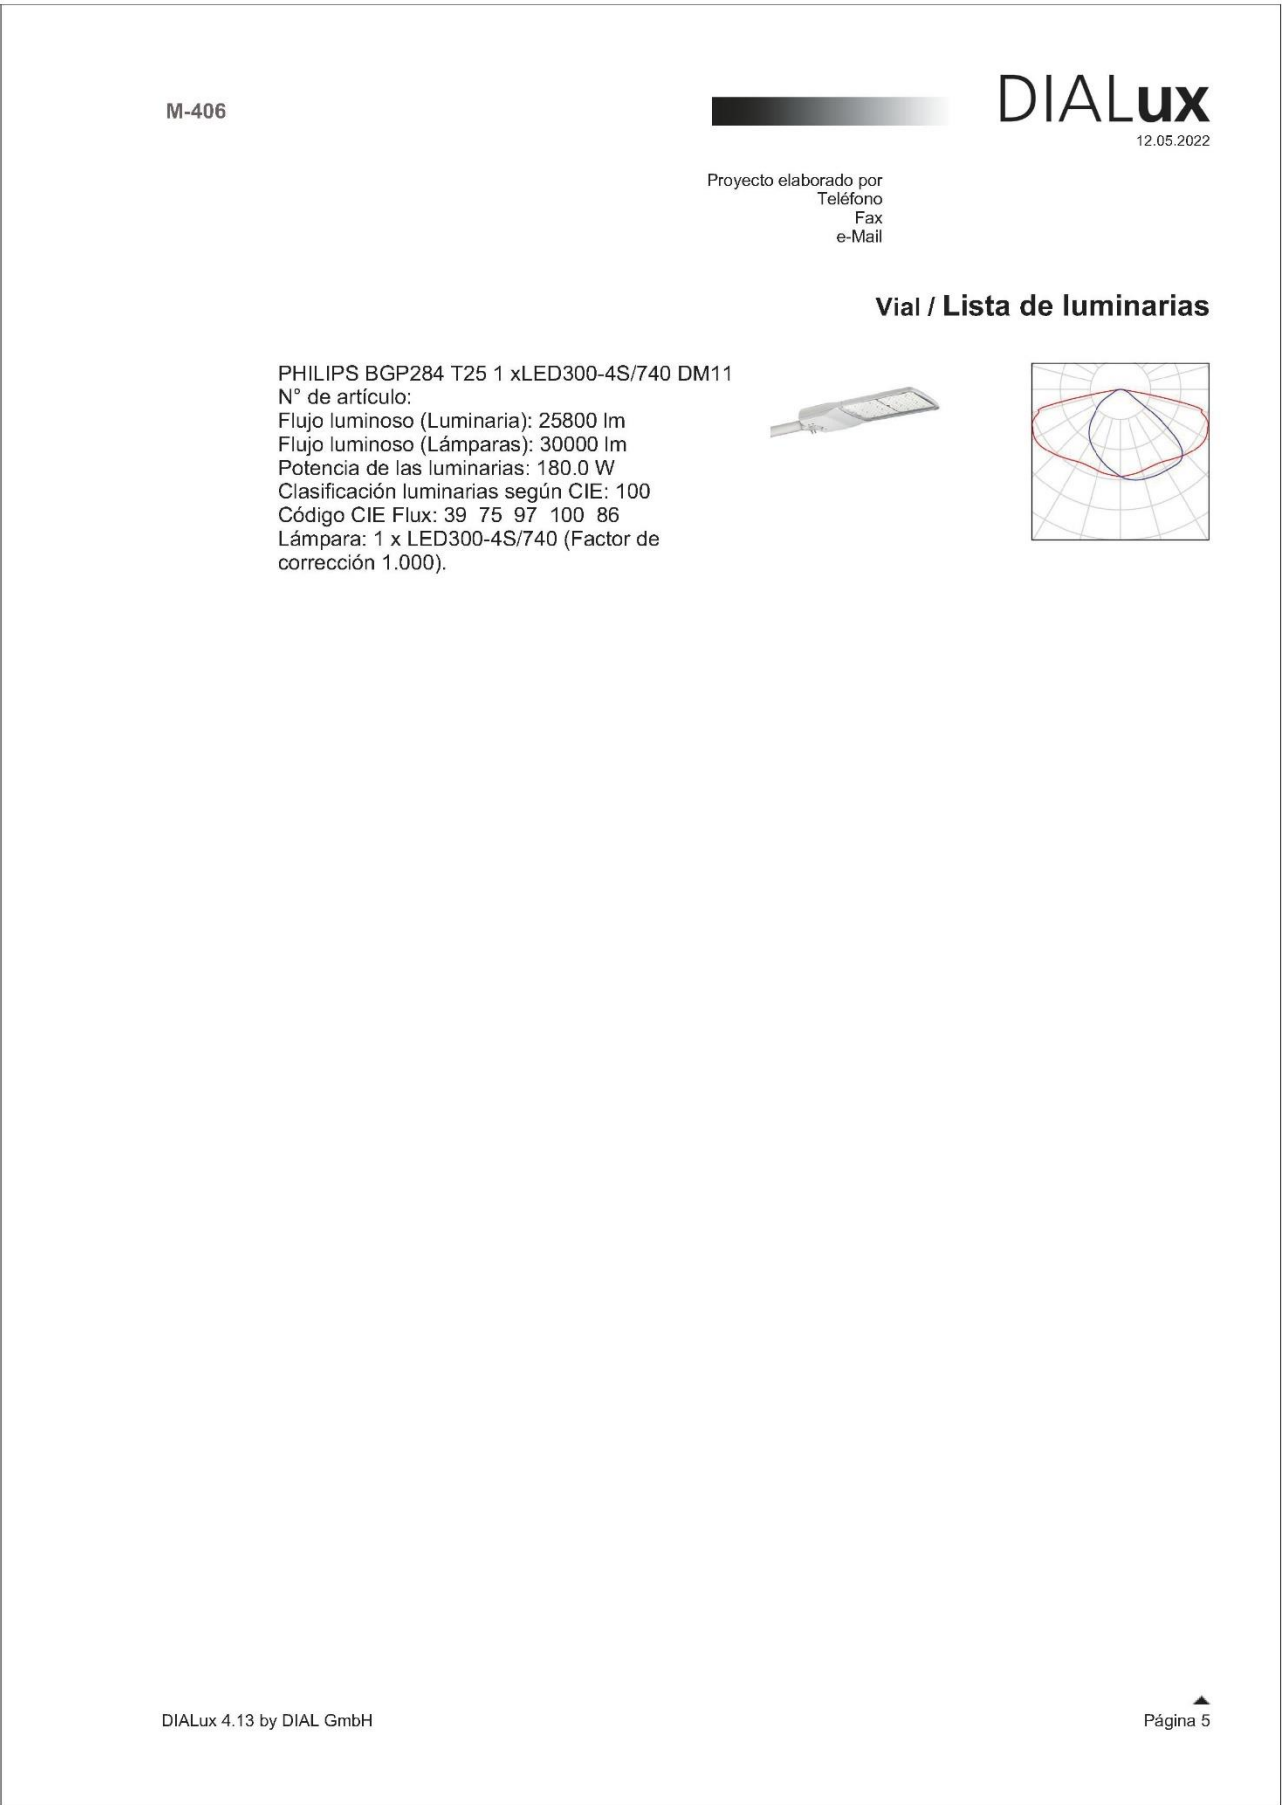 M-406
DIALux
12.05.2022
Proyecto elaborado por
Teléfono
Fax
e-Mail
Vial / Lista de luminarias
PHILIPS BGP284 T25 1 xLED300-4S/740 DM11
N° de artículo:
Flujo luminoso (Luminaria): 25800 lm
Flujo luminoso (Lámparas): 30000 lm
Potencia de las luminarias: 180.0 W
Clasificación luminarias según CIE: 100
Código CIE Flux: 39 75 97 100 86
Lámpara: 1 x LED300-4S/740 (Factor de
corrección 1.000).
DIALux 4.13 by DIAL GmbH
Página 5